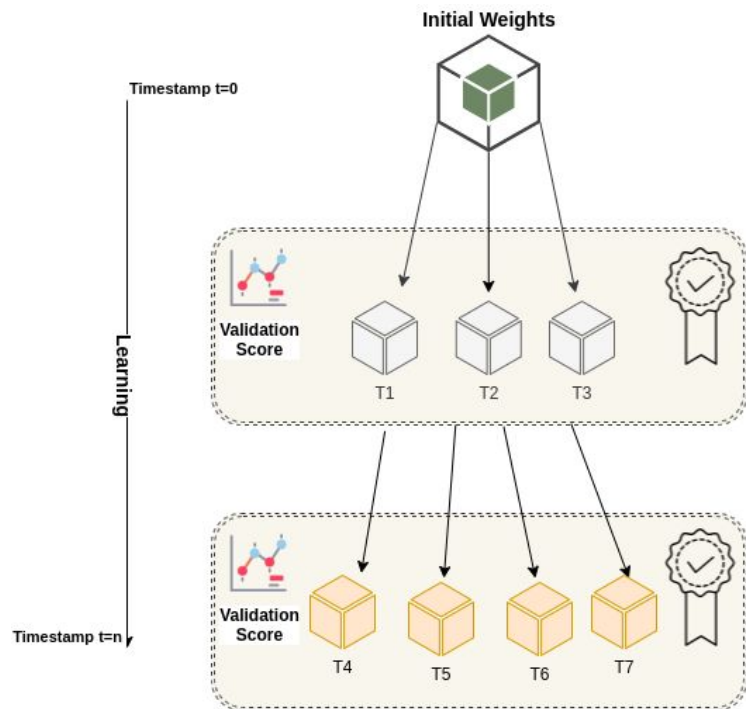 Initial Weights
Timestamp t=0
Validation
Score
T1
T2
T3
Learning
Validation
Score
Timestamp t=n
T4
T5
T6
T7